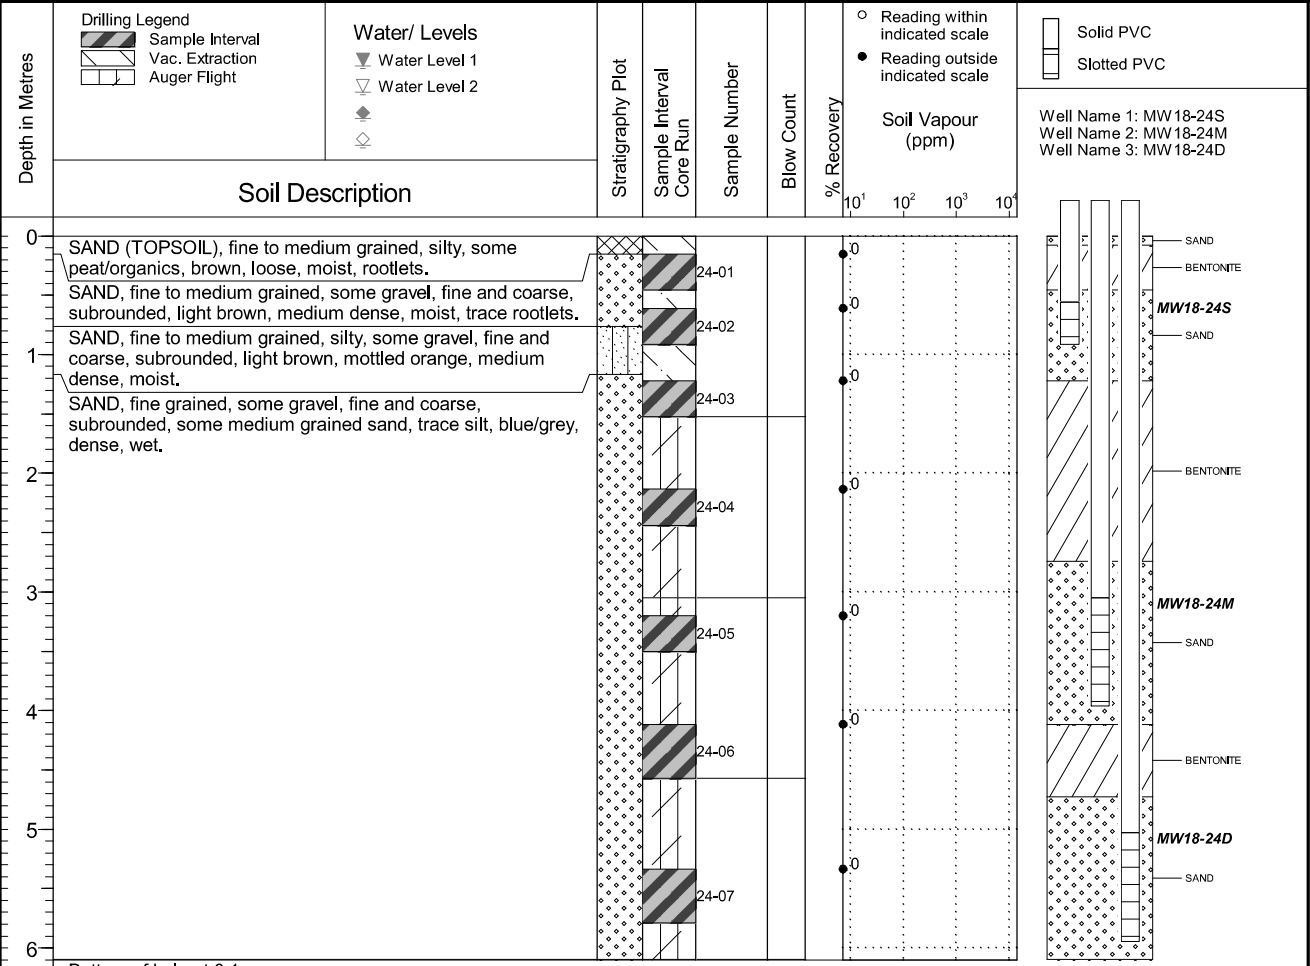 Drilling Legend
Sample Interval
Vac. Extraction
Auger Flight
Water/ Levels
Water Level 1
Water Level 2
Depth in Metres
Soil Description
Stratigraphy Plot
Sample Interval
Core Run
Sample Number
Blow Count
% Recovery
Reading within
indicated scale
Reading outside
indicated scale
Soil Vapour
(ppm)
10¹ 10² 10³ 10⁴
Solid PVC
Slotted PVC
Well Name 1: MW18-24S
Well Name 2: MW18-24M
Well Name 3: MW18-24D
0
SAND (TOPSOIL), fine to medium grained, silty, some
peat/organics, brown, loose, moist, rootlets.
SAND, fine to medium grained, some gravel, fine and coarse,
subrounded, light brown, medium dense, moist, trace rootlets.
SAND, fine to medium grained, silty, some gravel, fine and
coarse, subrounded, light brown, mottled orange, medium
dense, moist.
SAND, fine grained, some gravel, fine and coarse,
subrounded, some medium grained sand, trace silt, blue/grey,
dense, wet.
1
2
3
4
5
6
24-01
24-02
24-03
24-04
24-05
24-06
24-07
0
0
0
0
0
0
0
SAND
BENTONITE
MW18-24S
SAND
BENTONITE
MW18-24M
SAND
BENTONITE
MW18-24D
SAND